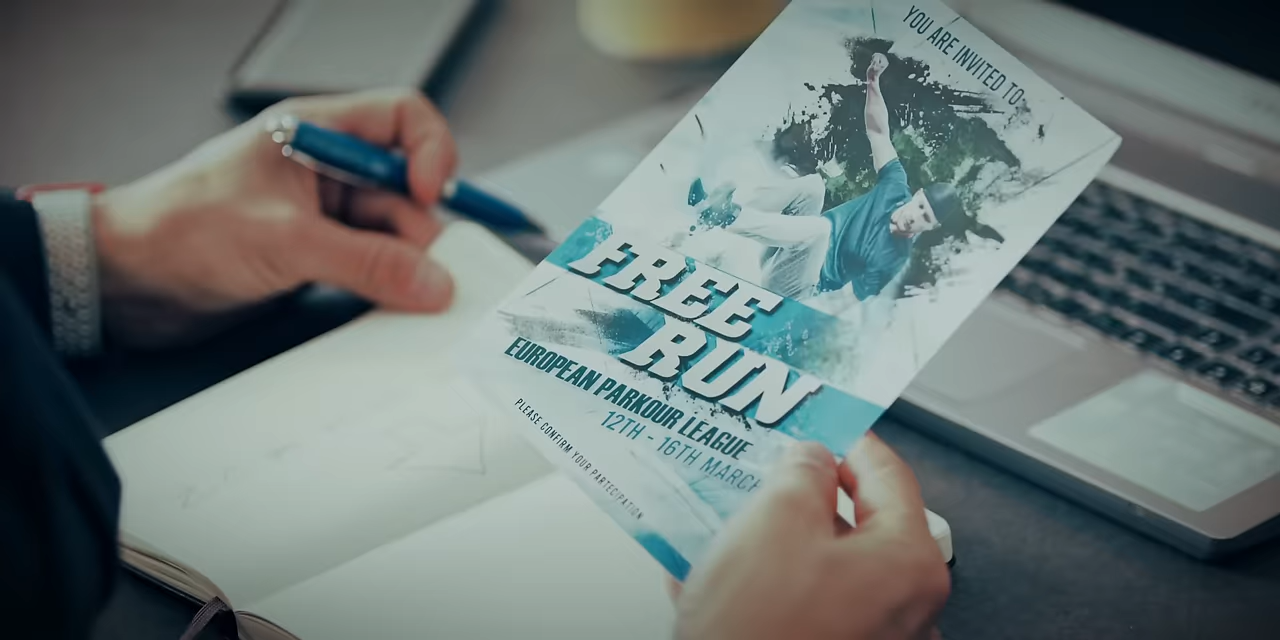 YOU ARE INVITED TO
FREE
RUN
EUROPEAN PARKOUR LEAGUE
12TH - 16TH MARCH
PLEASE CONFIRM YOUR PARTECIPATION